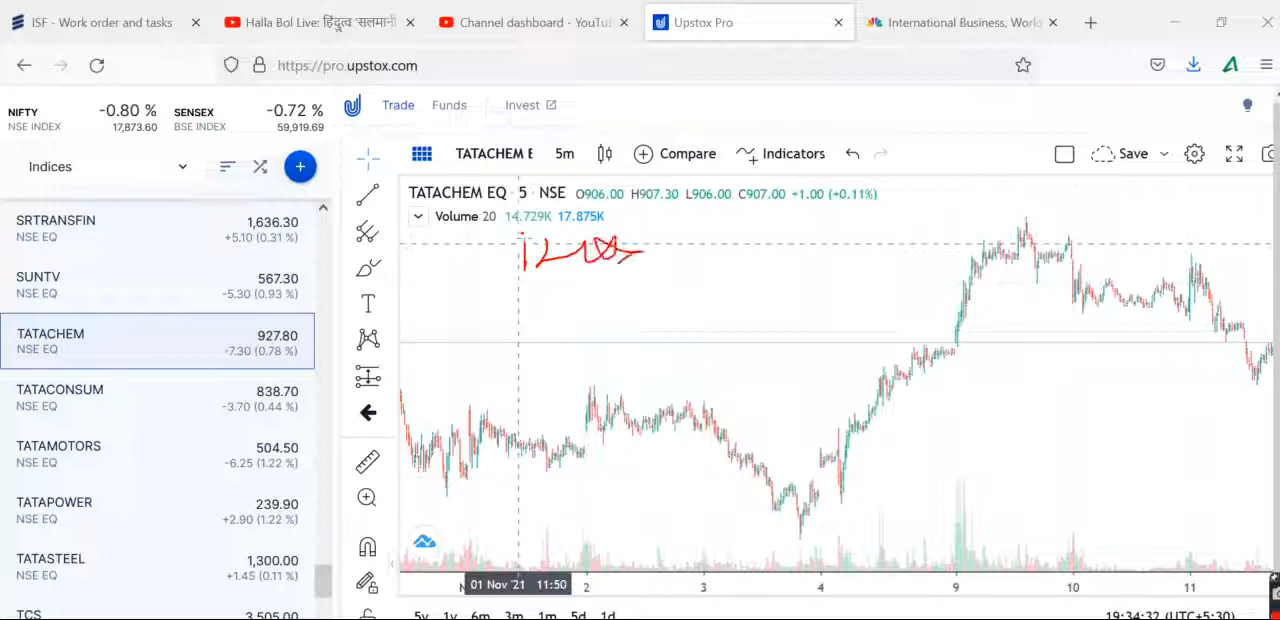 ISF - Work order and tasks
Halla Bol Live: हिंदुत्व 'सलमानी
Channel dashboard - YouTu
Upstox Pro
International Business, World
https://pro.upstox.com
NIFTY -0.80 % SENSEX -0.72 %
NSE INDEX 17,873.60 BSE INDEX 59,919.69
Trade Funds Invest
Indices
TATACHEM E 5m Compare Indicators Save
TATACHEM EQ · 5 · NSE O906.00 H907.30 L906.00 C907.00 +1.00 (+0.11%)
Volume 20 14.729K 17.875K
SRTRANSFIN 1,636.30
NSE EQ +5.10 (0.31 %)
SUNTV 567.30
NSE EQ -5.30 (0.93 %)
TATACHEM 927.80
NSE EQ -7.30 (0.78 %)
TATACONSUM 838.70
NSE EQ -3.70 (0.44 %)
TATAMOTORS 504.50
NSE EQ -6.25 (1.22 %)
TATAPOWER 239.90
NSE EQ +2.90 (1.22 %)
TATASTEEL 1,300.00
NSE EQ +1.45 (0.11 %)
TCS 3,505.00
01 Nov '21 11:50 2 3 4 9 10 11
5y 1y 6m 3m 1m 5d 1d 19:34:32 (UTC+5:30)